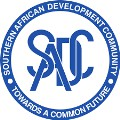 SOUTHERN AFRICAN DEVELOPMENT COMMUNITY
SADC
• TOWARDS A COMMON FUTURE •